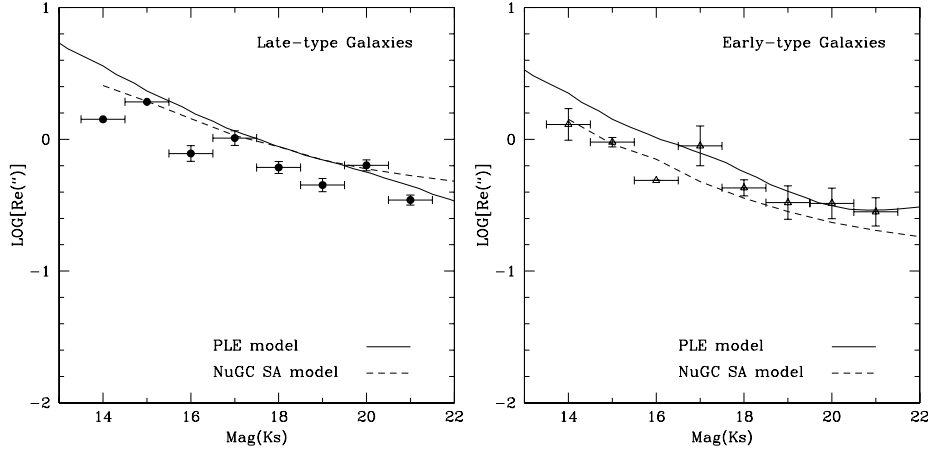 1
0
−1
−2
LOG[Re(″)]
Late-type Galaxies
PLE model
NuGC SA model
14 16 18 20 22
Mag(Ks)
1
0
−1
−2
LOG[Re(″)]
Early-type Galaxies
PLE model
NuGC SA model
14 16 18 20 22
Mag(Ks)